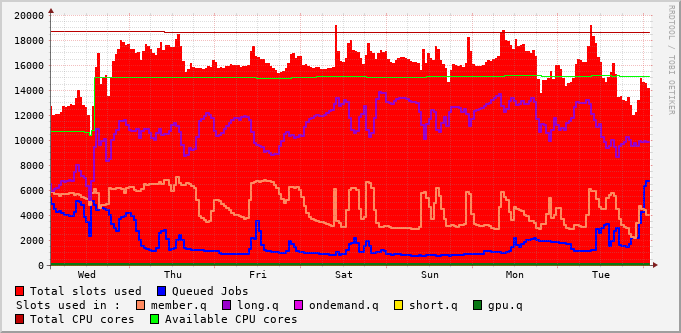 20000
18000
16000
14000
12000
10000
8000
6000
4000
2000
0
Wed Thu Fri Sat Sun Mon Tue
RRDTOOL / TOBI OETIKER
Total slots used Queued Jobs
Slots used in : member.q long.q ondemand.q short.q gpu.q
Total CPU cores Available CPU cores